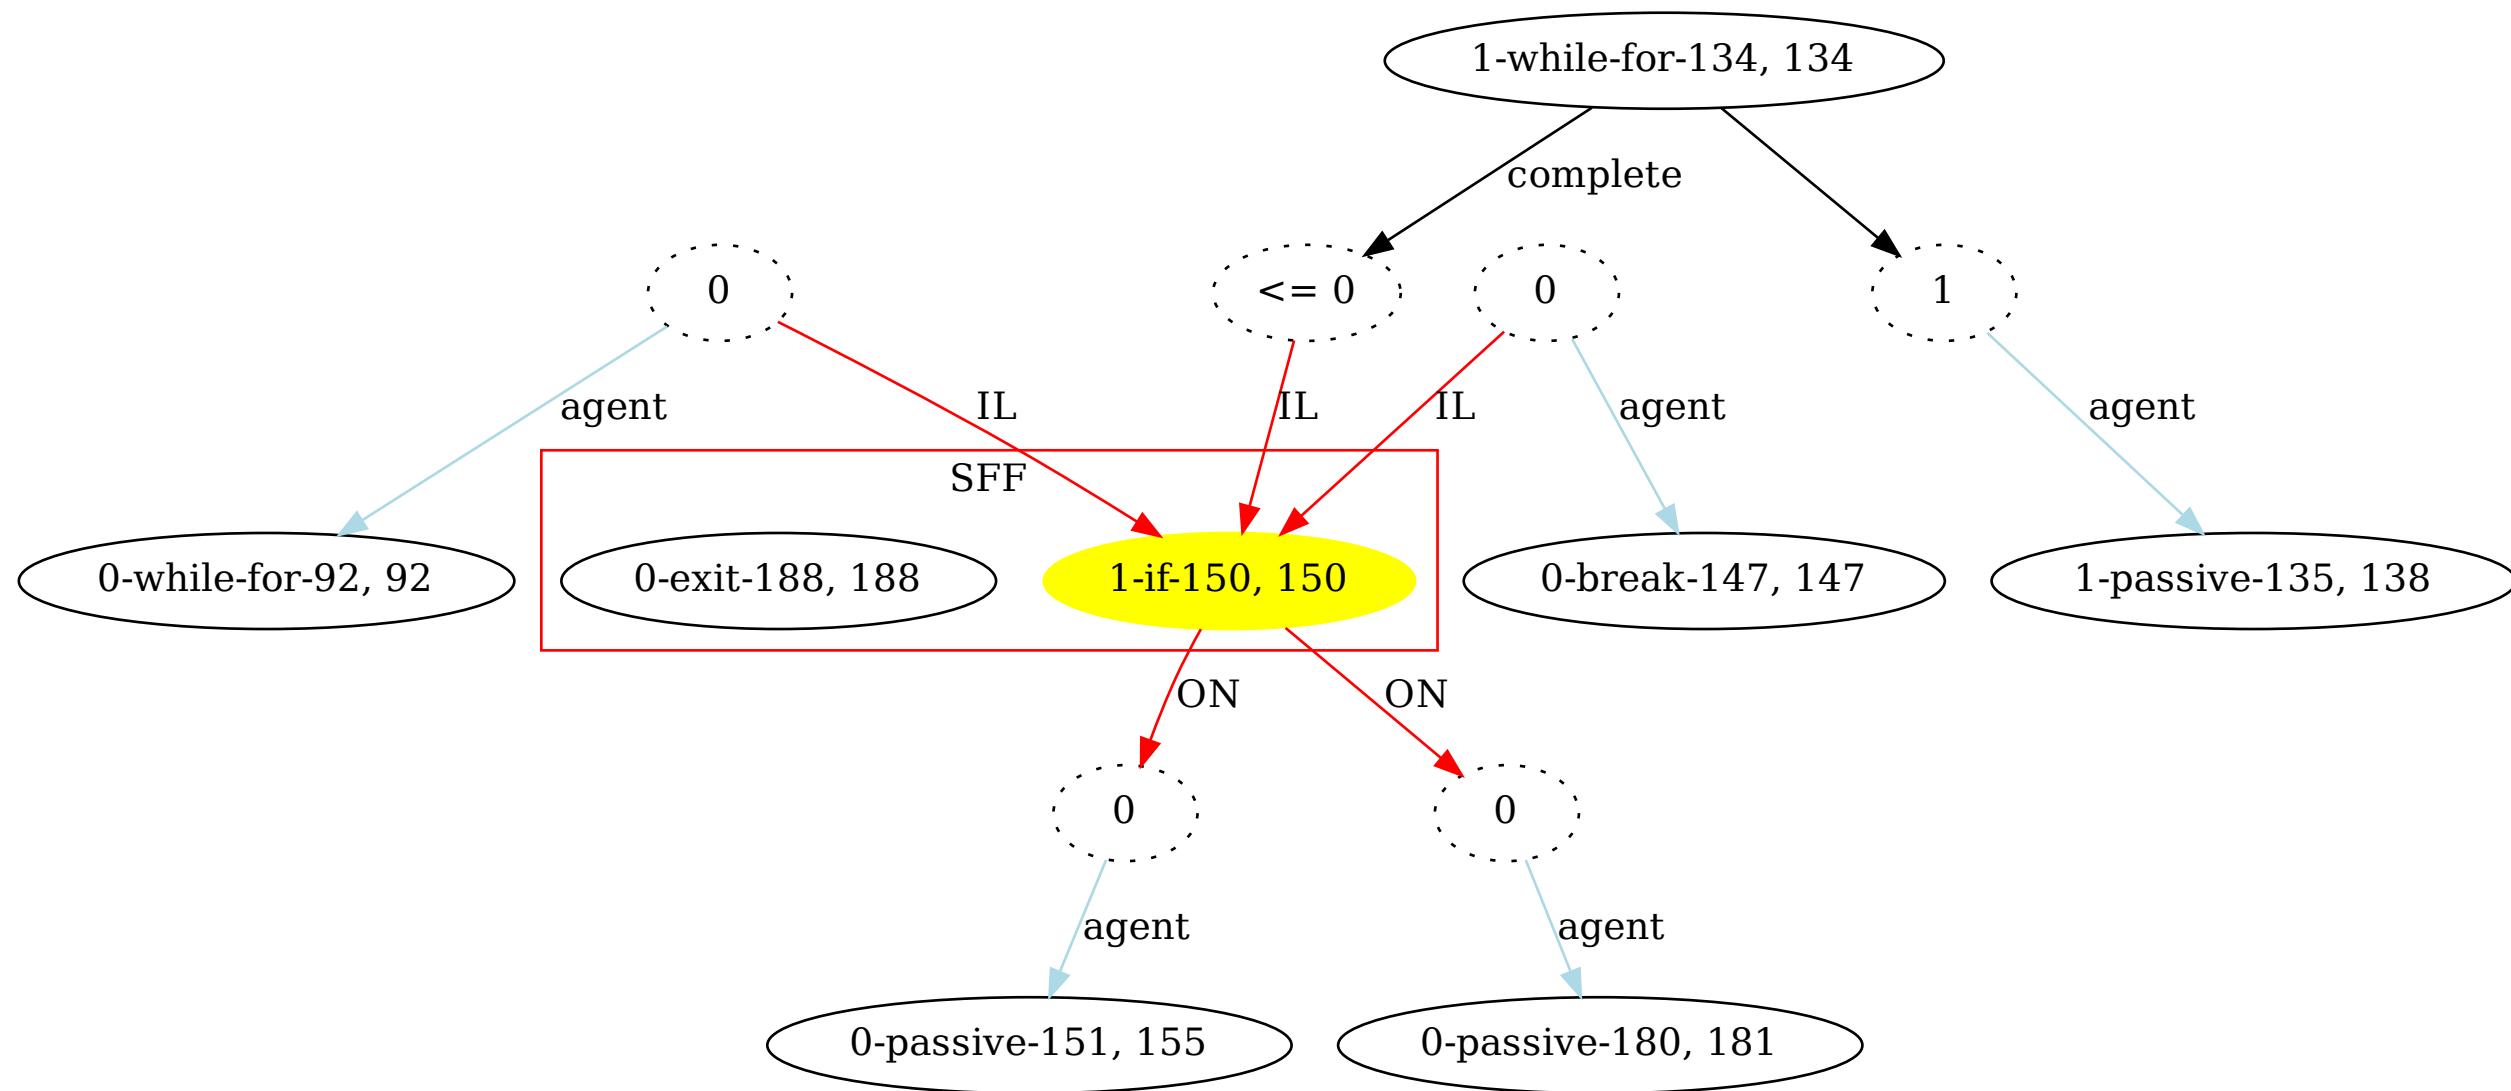 1-while-for-134, 134
complete
0
<= 0
0
1
agent
IL
IL
IL
agent
agent
SFF
0-while-for-92, 92
0-exit-188, 188
1-if-150, 150
0-break-147, 147
1-passive-135, 138
ON
ON
0
0
agent
agent
0-passive-151, 155
0-passive-180, 181